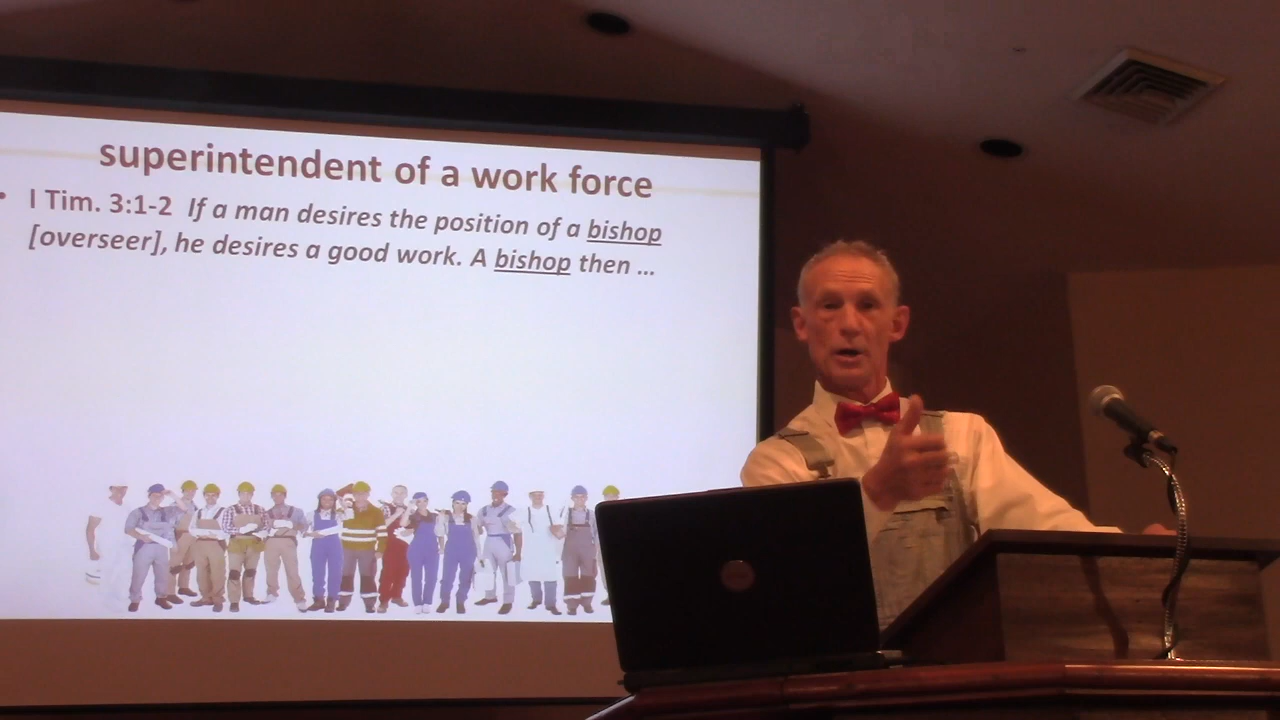 superintendent of a work force
• I Tim. 3:1-2 If a man desires the position of a bishop
[overseer], he desires a good work. A bishop then ...